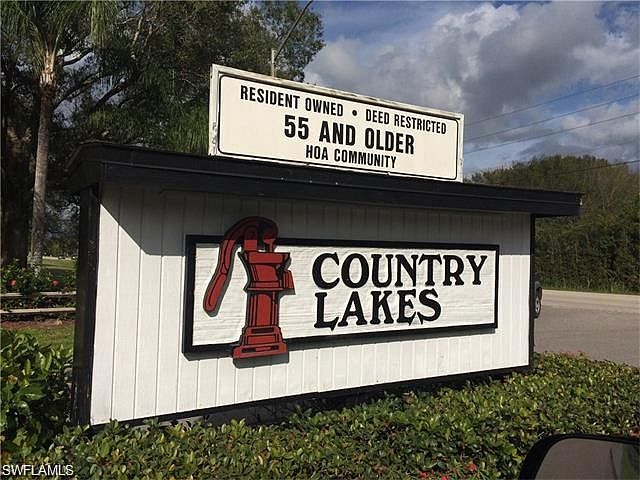 RESIDENT OWNED • DEED RESTRICTED
55 AND OLDER
HOA COMMUNITY
COUNTRY
LAKES
SWFLAMLS